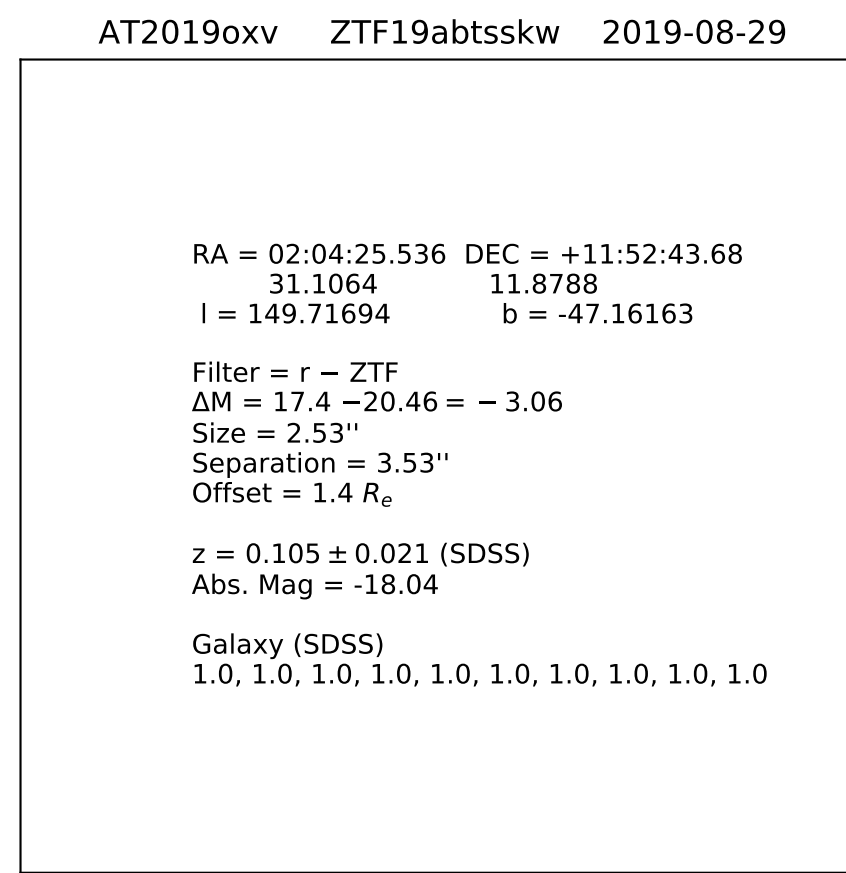 AT2019oxv ZTF19abtsskw 2019-08-29
RA = 02:04:25.536 DEC = +11:52:43.68
31.1064 11.8788
l = 149.71694 b = -47.16163
Filter = r − ZTF
ΔM = 17.4 −20.46 = − 3.06
Size = 2.53''
Separation = 3.53''
Offset = 1.4 Re
z = 0.105 ± 0.021 (SDSS)
Abs. Mag = -18.04
Galaxy (SDSS)
1.0, 1.0, 1.0, 1.0, 1.0, 1.0, 1.0, 1.0, 1.0, 1.0